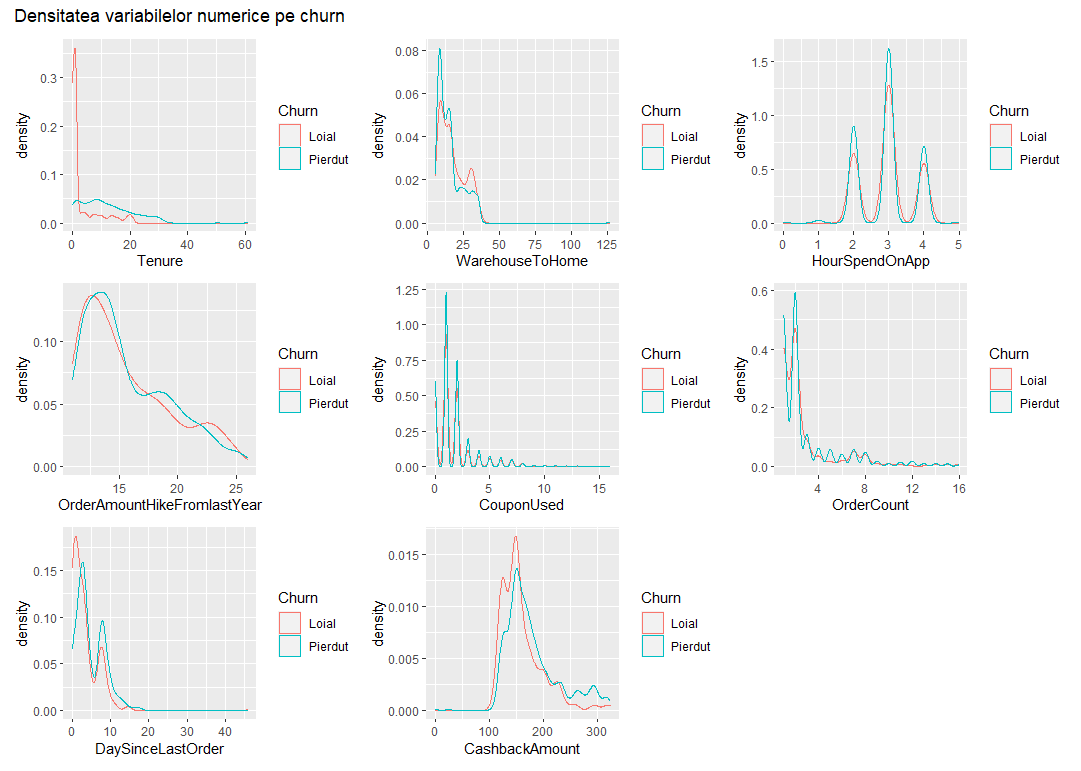 Densitatea variabilelor numerice pe churn
density
0.3
0.2
0.1
0.0
0 20 40 60
Tenure
Churn
Loial
Pierdut
density
0.08
0.06
0.04
0.02
0.00
0 25 50 75 100 125
WarehouseToHome
Churn
Loial
Pierdut
density
1.5
1.0
0.5
0.0
0 1 2 3 4 5
HourSpendOnApp
Churn
Loial
Pierdut
density
0.10
0.05
0.00
15 20 25
OrderAmountHikeFromlastYear
Churn
Loial
Pierdut
density
1.25
1.00
0.75
0.50
0.25
0.00
0 5 10 15
CouponUsed
Churn
Loial
Pierdut
density
0.6
0.4
0.2
0.0
4 8 12 16
OrderCount
Churn
Loial
Pierdut
density
0.15
0.10
0.05
0.00
0 10 20 30 40
DaySinceLastOrder
Churn
Loial
Pierdut
density
0.015
0.010
0.005
0.000
0 100 200 300
CashbackAmount
Churn
Loial
Pierdut